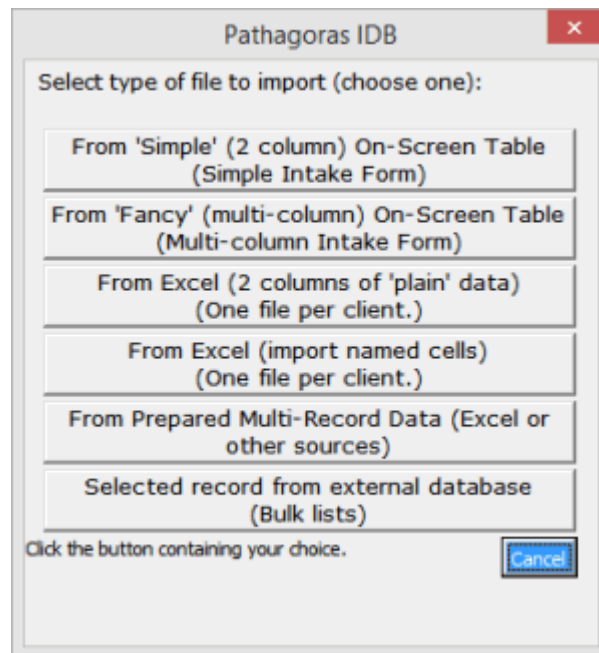 Pathagoras IDB
×
Select type of file to import (choose one):
From 'Simple' (2 column) On-Screen Table
(Simple Intake Form)
From 'Fancy' (multi-column) On-Screen Table
(Multi-column Intake Form)
From Excel (2 columns of 'plain' data)
(One file per client.)
From Excel (import named cells)
(One file per client.)
From Prepared Multi-Record Data (Excel or
other sources)
Selected record from external database
(Bulk lists)
Click the button containing your choice.
Cancel